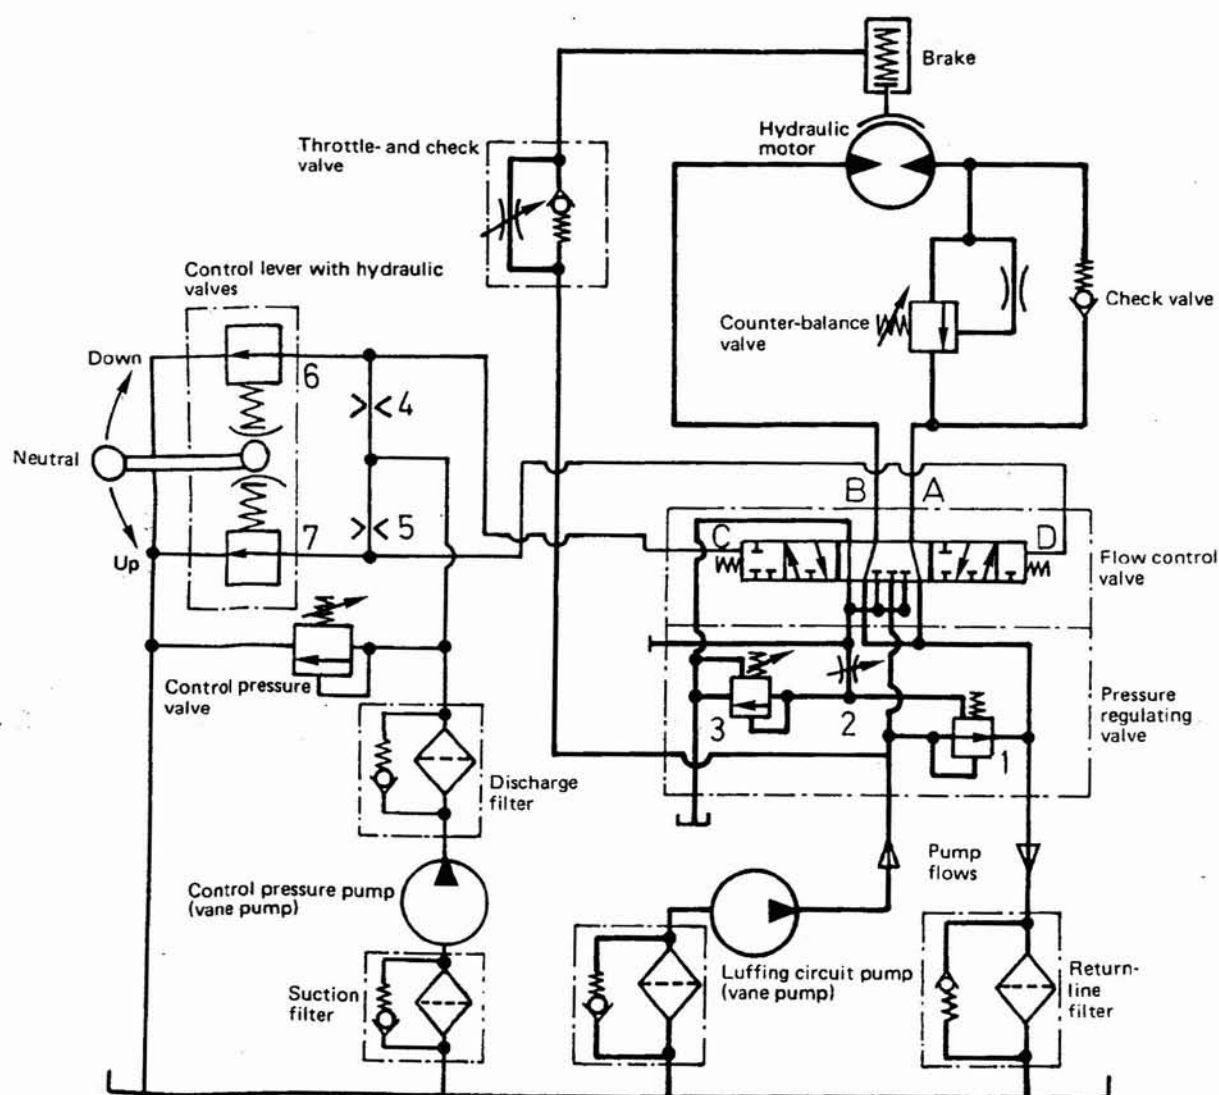 Brake
Hydraulic
motor
Throttle- and check
valve
Control lever with hydraulic
valves
Check valve
Counter-balance
valve
Down
6
4
Neutral
B
A
7
5
C
D
Up
Flow control
valve
Control pressure
valve
3
2
1
Pressure
regulating
valve
Discharge
filter
Pump
flows
Control pressure pump
(vane pump)
Luffing circuit pump
(vane pump)
Return-
line
filter
Suction
filter